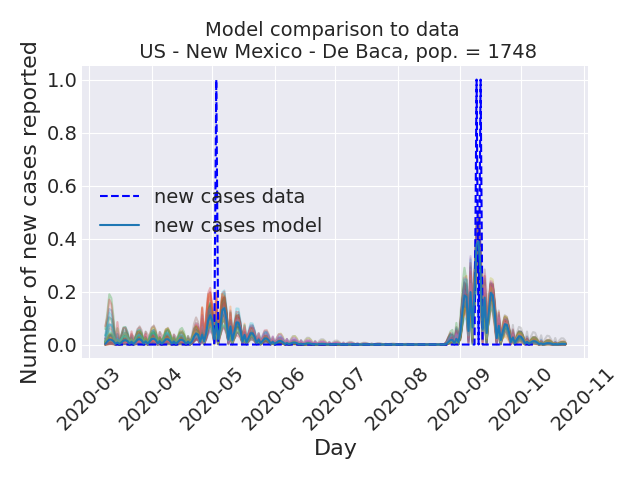 Model comparison to data
US - New Mexico - De Baca, pop. = 1748
Number of new cases reported
1.0
0.8
0.6
0.4
0.2
0.0
new cases data
new cases model
2020-03
2020-04
2020-05
2020-06
2020-07
2020-08
2020-09
2020-10
2020-11
Day